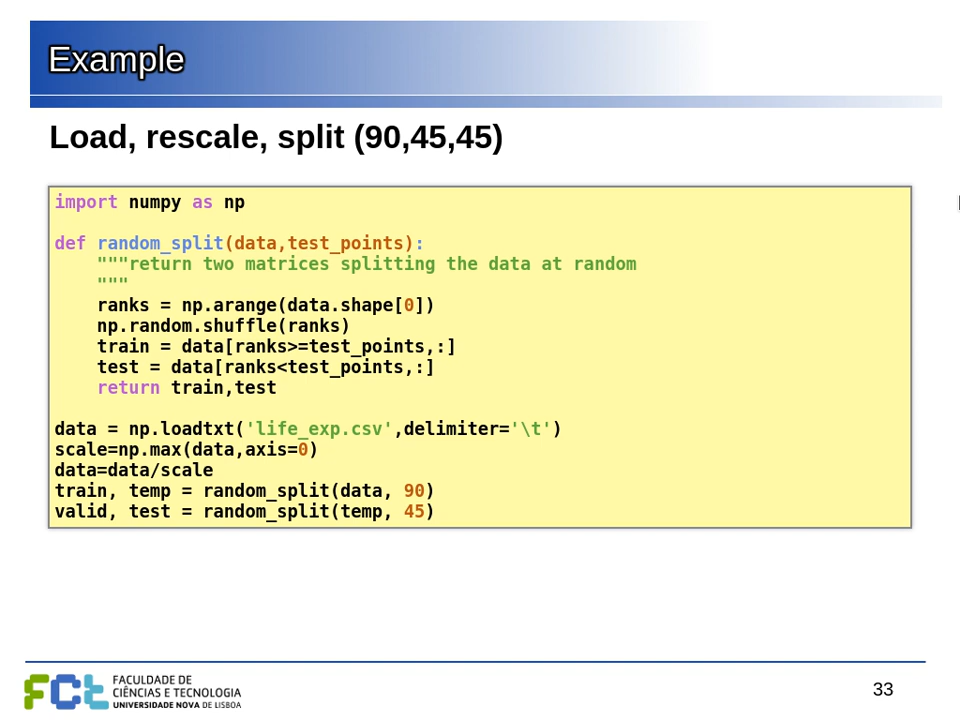 Example
Load, rescale, split (90,45,45)
import numpy as np
def random_split(data,test_points):
    """return two matrices splitting the data at random
    """
    ranks = np.arange(data.shape[0])
    np.random.shuffle(ranks)
    train = data[ranks>=test_points,:]
    test = data[ranks<test_points,:]
    return train,test
data = np.loadtxt('life_exp.csv',delimiter='\t')
scale=np.max(data,axis=0)
data=data/scale
train, temp = random_split(data, 90)
valid, test = random_split(temp, 45)
FCt
FACULDADE DE
CIÊNCIAS E TECNOLOGIA
UNIVERSIDADE NOVA DE LISBOA
33